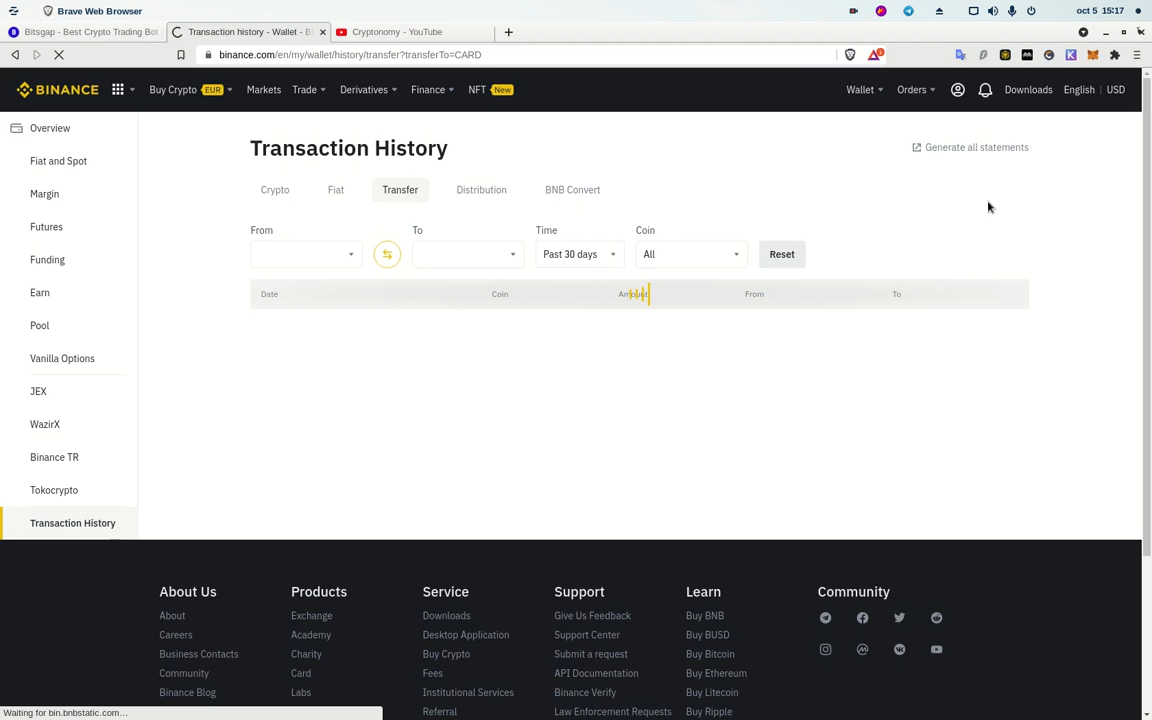 Brave Web Browser
oct 5 15:17
Bitsgap - Best Crypto Trading Bot
Transaction history - Wallet - B
Cryptonomy - YouTube
binance.com/en/my/wallet/history/transfer?transferTo=CARD
1
BINANCE
Buy Crypto EUR
Markets
Trade
Derivatives
Finance
NFT New
Wallet
Orders
Downloads
English | USD
Overview
Fiat and Spot
Margin
Futures
Funding
Earn
Pool
Vanilla Options
JEX
WazirX
Binance TR
Tokocrypto
Transaction History
Transaction History
Generate all statements
Crypto
Fiat
Transfer
Distribution
BNB Convert
From
To
Time
Coin
Past 30 days
All
Reset
Date
Coin
Amount
From
To
About Us
About
Careers
Business Contacts
Community
Binance Blog
Products
Exchange
Academy
Charity
Card
Labs
Service
Downloads
Desktop Application
Buy Crypto
Fees
Institutional Services
Referral
Support
Give Us Feedback
Support Center
Submit a request
API Documentation
Binance Verify
Law Enforcement Requests
Learn
Buy BNB
Buy BUSD
Buy Bitcoin
Buy Ethereum
Buy Litecoin
Buy Ripple
Community
Waiting for bin.bnbstatic.com...